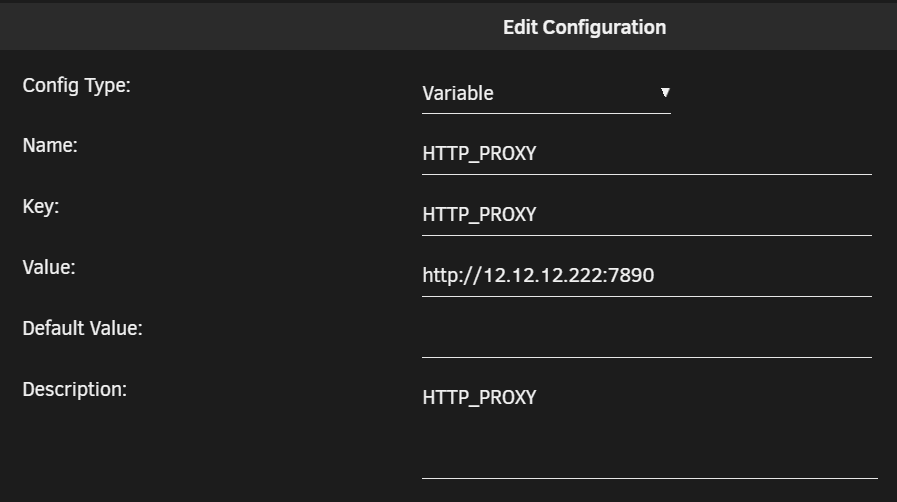 Edit Configuration
Config Type:
Variable
Name:
HTTP_PROXY
Key:
HTTP_PROXY
Value:
http://12.12.12.222:7890
Default Value:
Description:
HTTP_PROXY